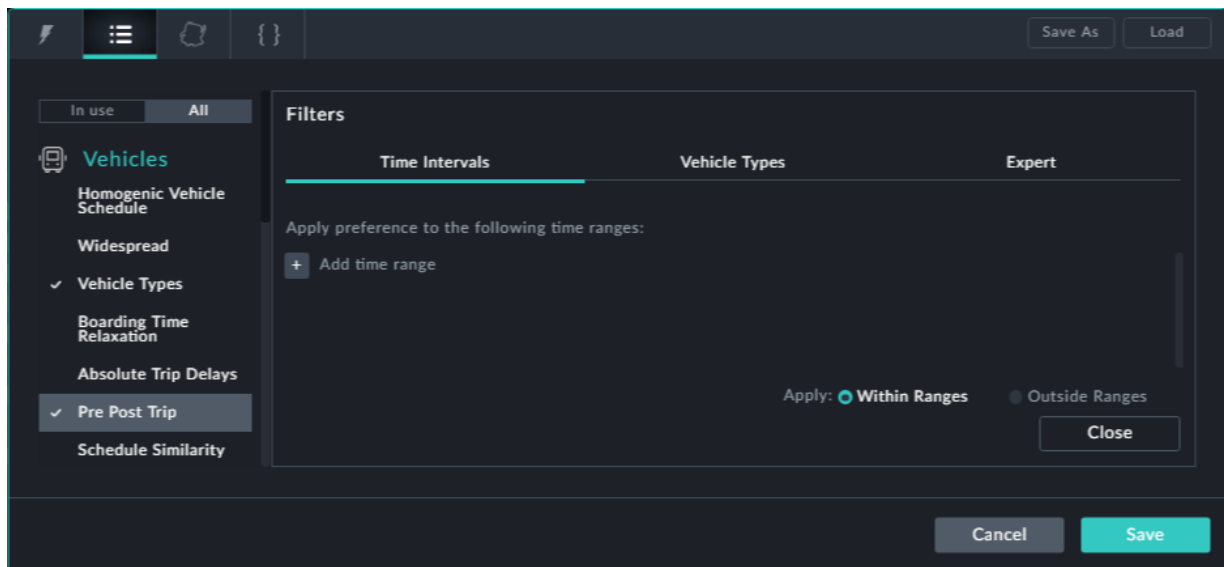 { }
Save As
Load
In use
All
Filters
Vehicles
Time Intervals
Vehicle Types
Expert
Homogenic Vehicle
Schedule
Widespread
Vehicle Types
Boarding Time
Relaxation
Absolute Trip Delays
Pre Post Trip
Schedule Similarity
Apply preference to the following time ranges:
+ Add time range
Apply: Within Ranges
Outside Ranges
Close
Cancel
Save